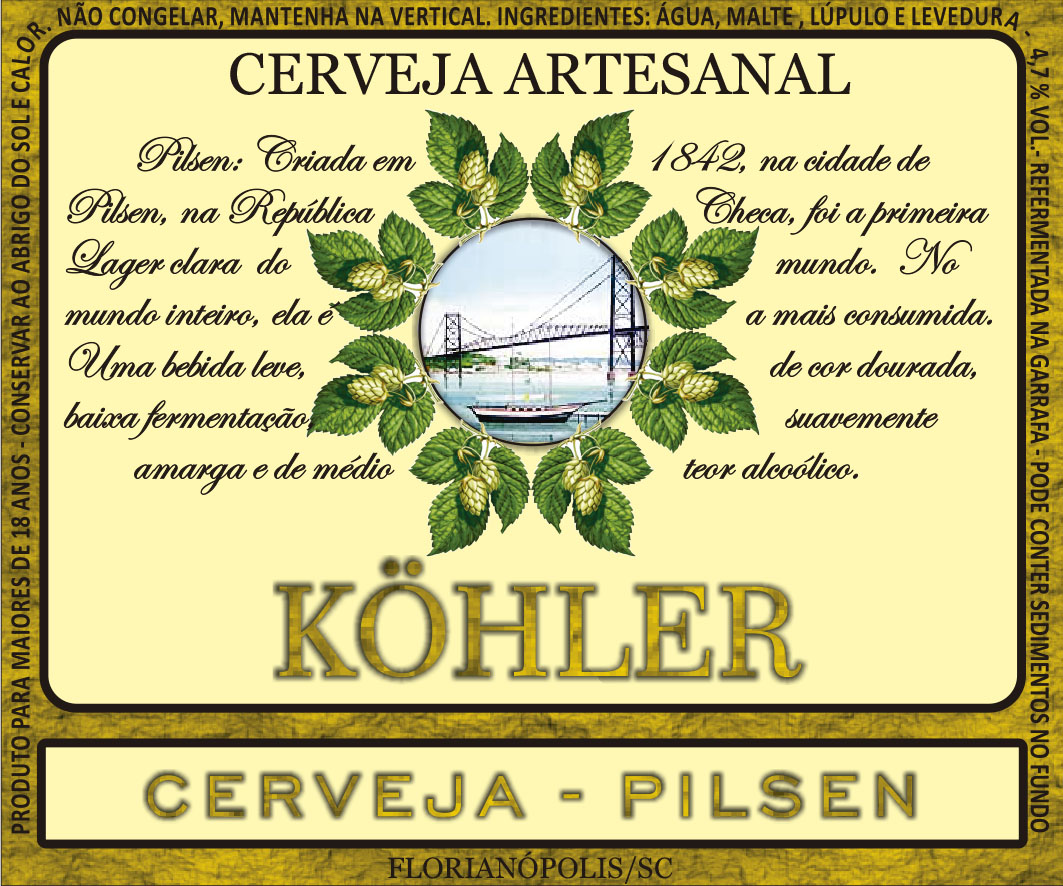 NÃO CONGELAR, MANTENHA NA VERTICAL. INGREDIENTES: ÁGUA, MALTE , LÚPULO E LEVEDURA - 4,7% VOL.- REFERMENTADA NA GARRAFA - PODE CONTER SEDIMENTOS NO FUNDO
PRODUTO PARA MAIORES DE 18 ANOS - CONSERVAR AO ABRIGO DO SOL E CALOR.
CERVEJA ARTESANAL
Pilsen: Criada em 1842, na cidade de
Pilsen, na República Checa, foi a primeira
Lager clara do mundo. No
mundo inteiro, ela é a mais consumida.
Uma bebida leve, de cor dourada,
baixa fermentação, suavemente
amarga e de médio teor alcoólico.
KÖHLER
CERVEJA - PILSEN
FLORIANÓPOLIS/SC